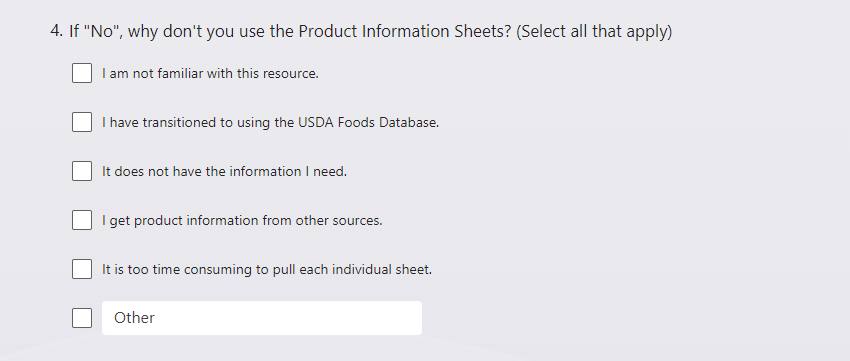 4. If "No", why don't you use the Product Information Sheets? (Select all that apply)
I am not familiar with this resource.
I have transitioned to using the USDA Foods Database.
It does not have the information I need.
I get product information from other sources.
It is too time consuming to pull each individual sheet.
Other